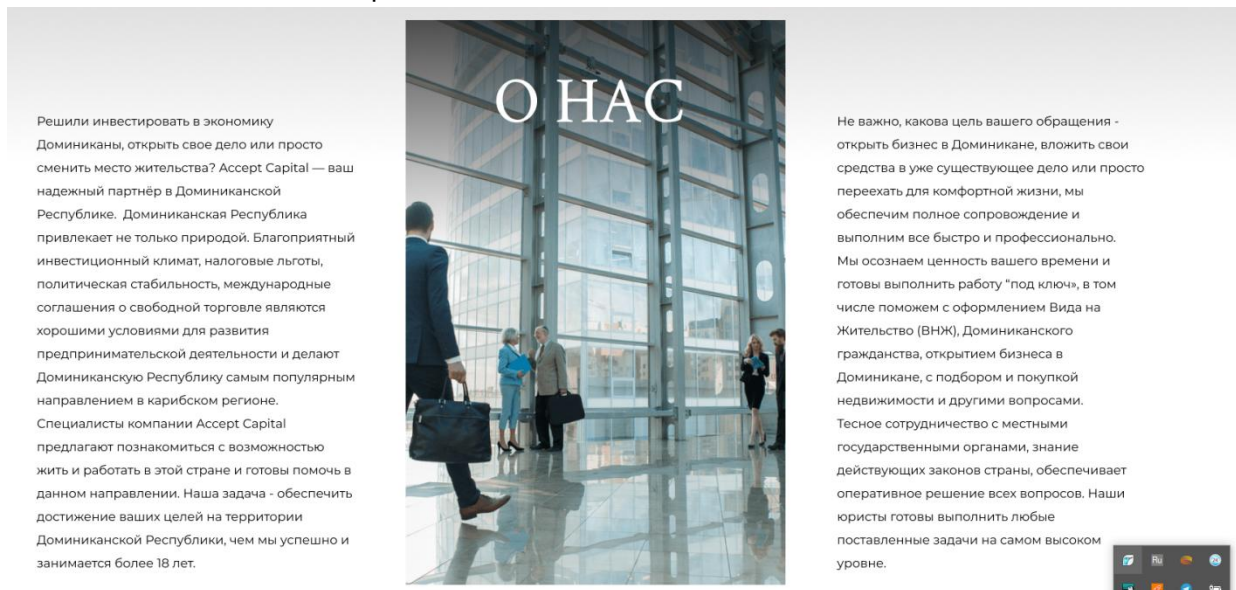 О НАС
Решили инвестировать в экономику
Доминиканы, открыть свое дело или просто
сменить место жительства? Accept Capital — ваш
надежный партнёр в Доминиканской
Республике.  Доминиканская Республика
привлекает не только природой. Благоприятный
инвестиционный климат, налоговые льготы,
политическая стабильность, международные
соглашения о свободной торговле являются
хорошими условиями для развития
предпринимательской деятельности и делают
Доминиканскую Республику самым популярным
направлением в карибском регионе.
Специалисты компании Accept Capital
предлагают познакомиться с возможностью
жить и работать в этой стране и готовы помочь в
данном направлении. Наша задача - обеспечить
достижение ваших целей на территории
Доминиканской Республики, чем мы успешно и
занимается более 18 лет.
Не важно, какова цель вашего обращения -
открыть бизнес в Доминикане, вложить свои
средства в уже существующее дело или просто
переехать для комфортной жизни, мы
обеспечим полное сопровождение и
выполним все быстро и профессионально.
Мы осознаем ценность вашего времени и
готовы выполнить работу "под ключ», в том
числе поможем с оформлением Вида на
Жительство (ВНЖ), Доминиканского
гражданства, открытием бизнеса в
Доминикане, с подбором и покупкой
недвижимости и другими вопросами.
Тесное сотрудничество с местными
государственными органами, знание
действующих законов страны, обеспечивает
оперативное решение всех вопросов. Наши
юристы готовы выполнить любые
поставленные задачи на самом высоком
уровне.
Ru